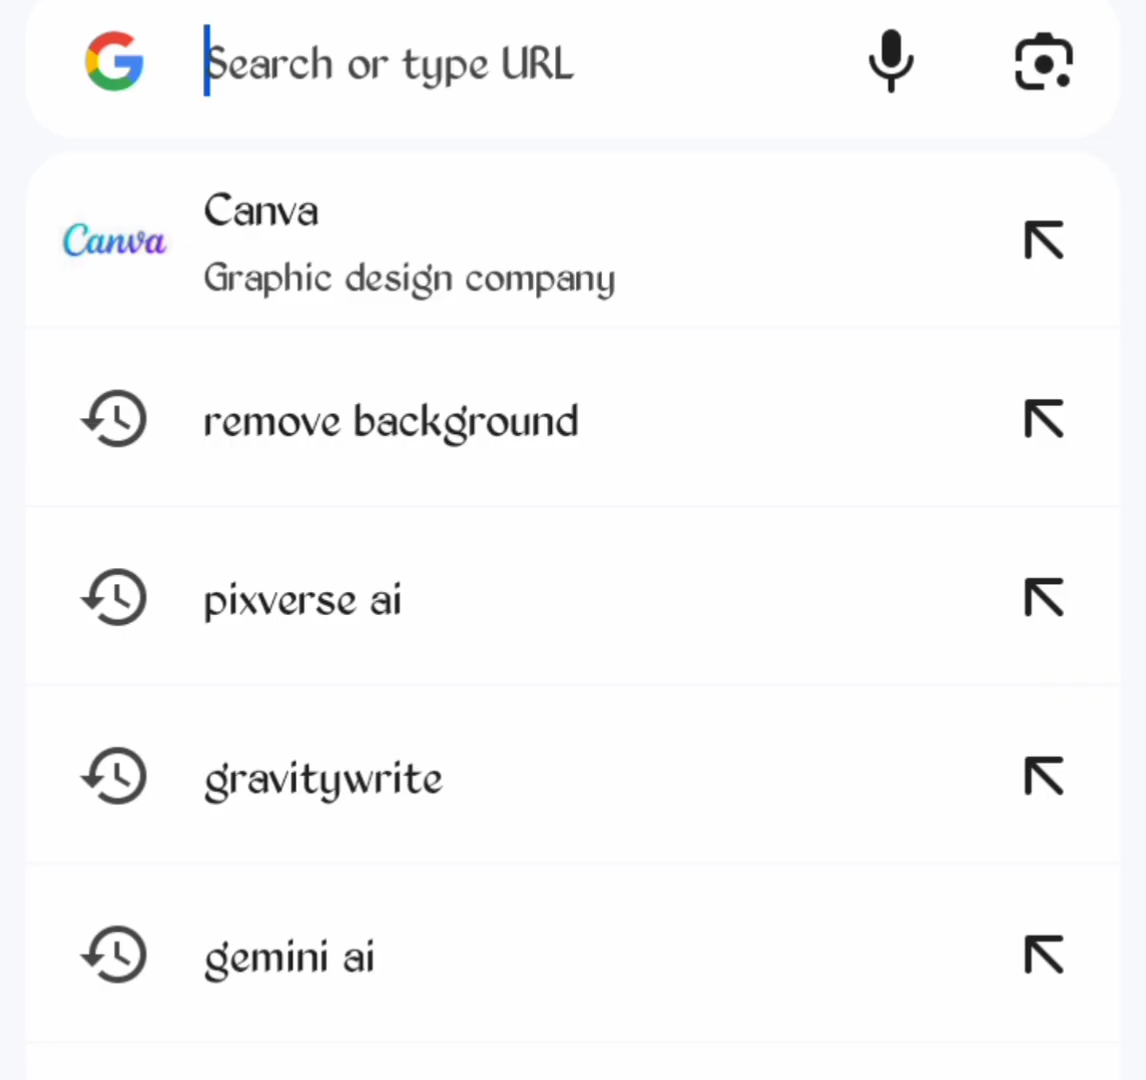 Search or type URL
Canva
Canva
Graphic design company
remove background
pixverse ai
gravitywrite
gemini ai